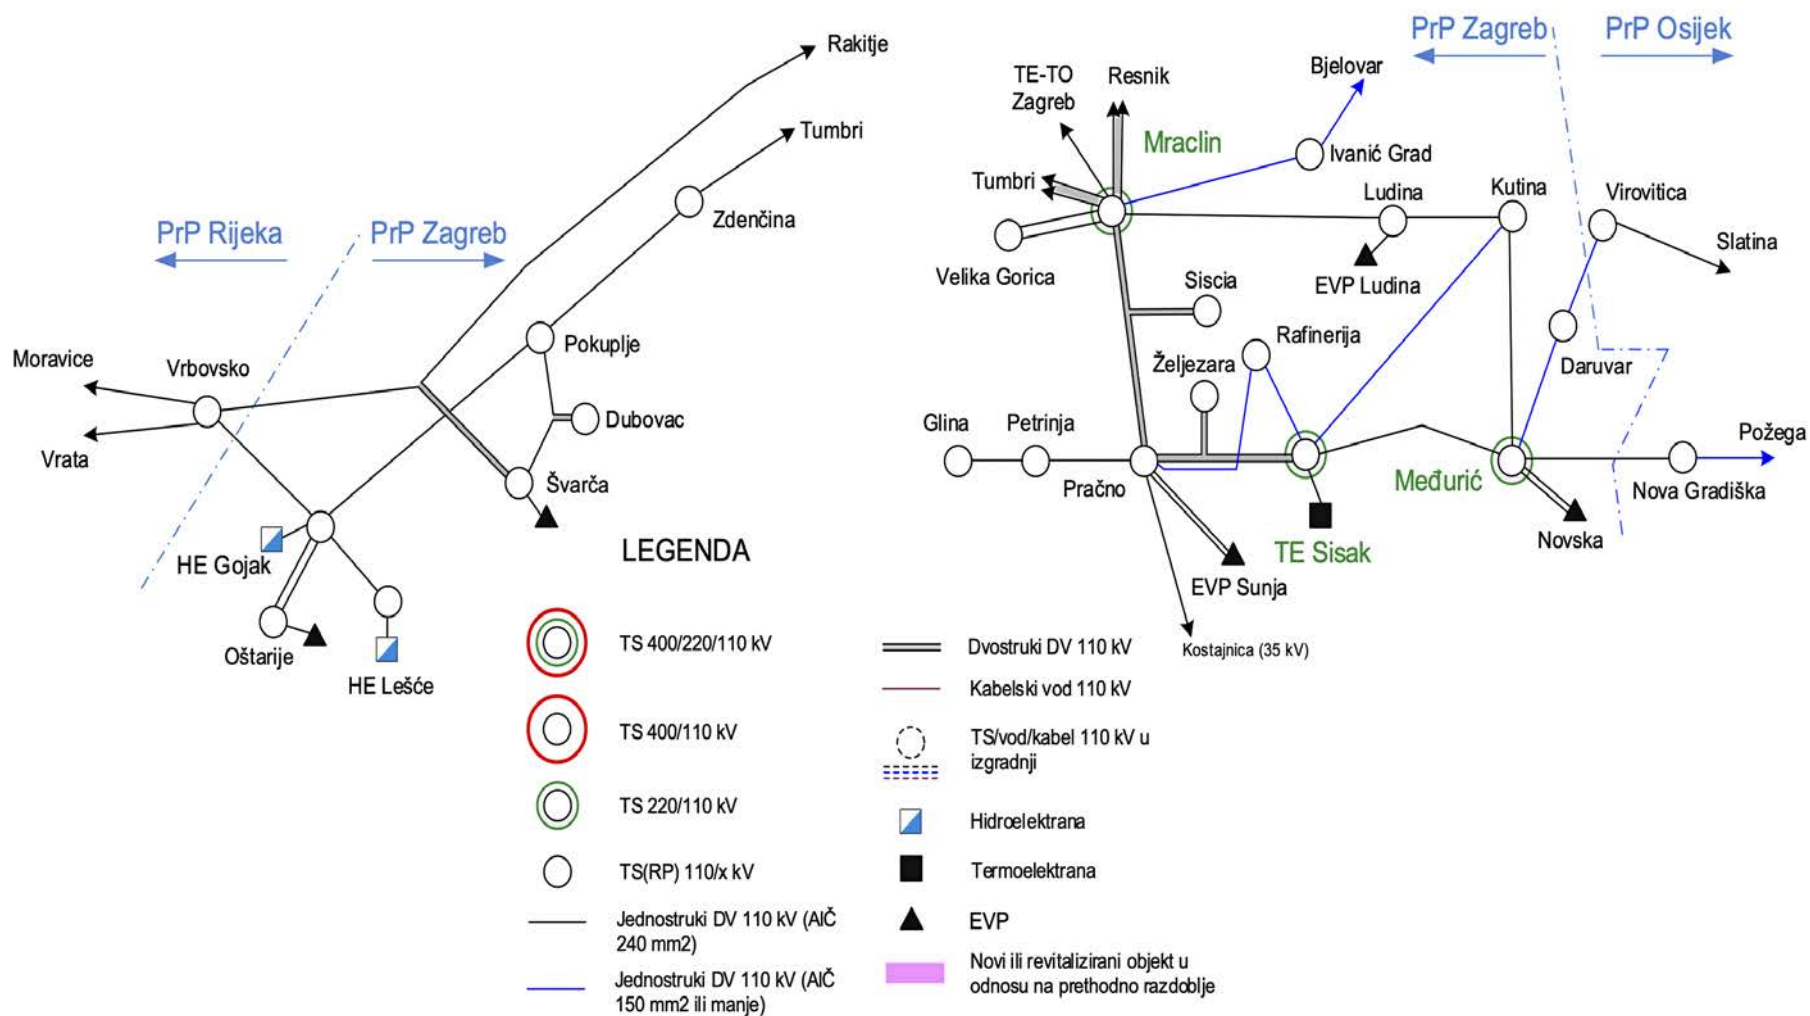 Rakitje
Tumbri
Zdenčina
PrP Rijeka
PrP Zagreb
Pokuplje
Moravice
Vrbovsko
Dubovac
Vrata
Švarča
HE Gojak
Oštarije
HE Lešće
PrP Zagreb
PrP Osijek
TE-TO
Zagreb
Resnik
Bjelovar
Mraclin
Ivanić Grad
Tumbri
Ludina
Kutina
Virovitica
Slatina
Velika Gorica
EVP Ludina
Siscia
Rafinerija
Željezara
Daruvar
Glina
Petrinja
Požega
Pračno
Međurić
Nova Gradiška
TE Sisak
Novska
EVP Sunja
Kostajnica (35 kV)
LEGENDA
TS 400/220/110 kV
TS 400/110 kV
TS 220/110 kV
TS(RP) 110/x kV
Jednostruki DV 110 kV (AlČ
240 mm2)
Jednostruki DV 110 kV (AlČ
150 mm2 ili manje)
Dvostruki DV 110 kV
Kabelski vod 110 kV
TS/vod/kabel 110 kV u
izgradnji
Hidroelektrana
Termoelektrana
EVP
Novi ili revitalizirani objekt u
odnosu na prethodno razdoblje